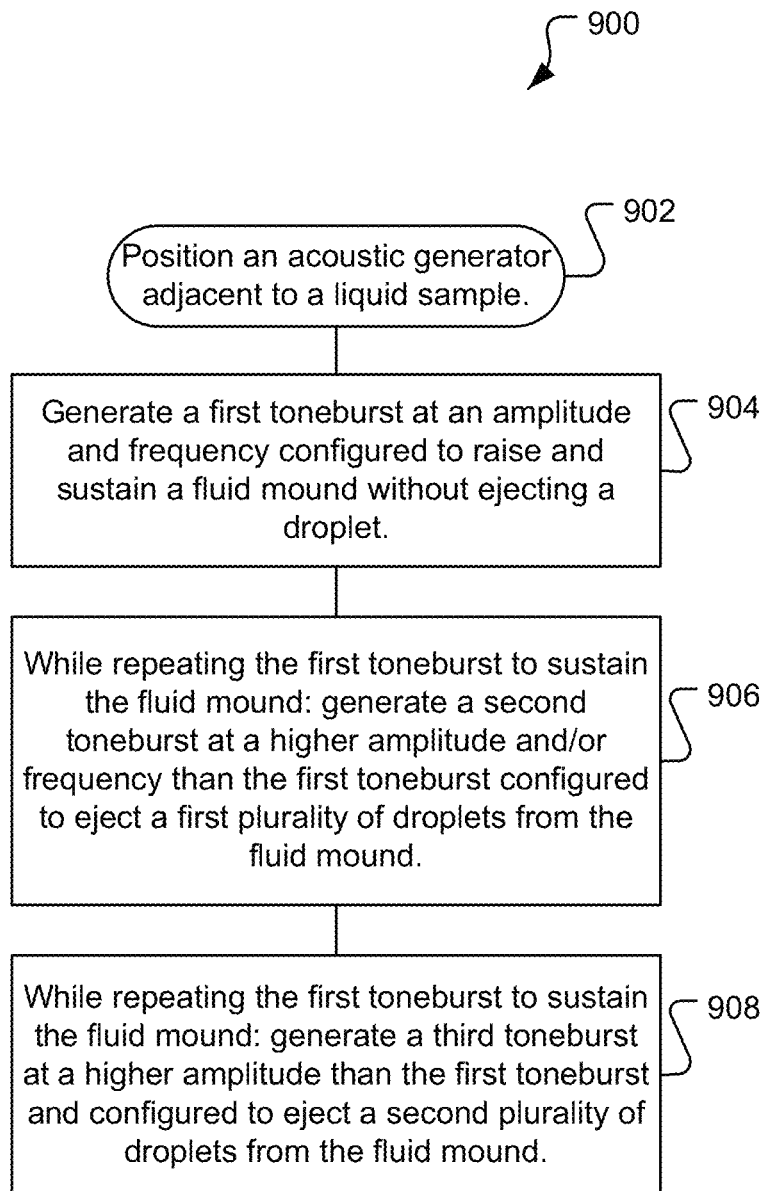 900
902
Position an acoustic generator
adjacent to a liquid sample.
904
Generate a first toneburst at an amplitude
and frequency configured to raise and
sustain a fluid mound without ejecting a
droplet.
906
While repeating the first toneburst to sustain
the fluid mound: generate a second
toneburst at a higher amplitude and/or
frequency than the first toneburst configured
to eject a first plurality of droplets from the
fluid mound.
908
While repeating the first toneburst to sustain
the fluid mound: generate a third toneburst
at a higher amplitude than the first toneburst
and configured to eject a second plurality of
droplets from the fluid mound.